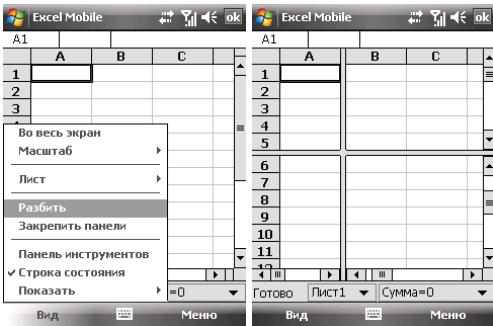 Excel Mobile ok
A1
A B C
1
2
3
Во весь экран
Масштаб
Лист
Разбить
Закрепить панели
Панель инструментов
Строка состояния
Показать
=0
Вид Меню
Excel Mobile ok
A1
A B C
1
2
3
4
5
6
7
8
9
10
11
12
Готово Лист1 Сумма=0
Вид Меню